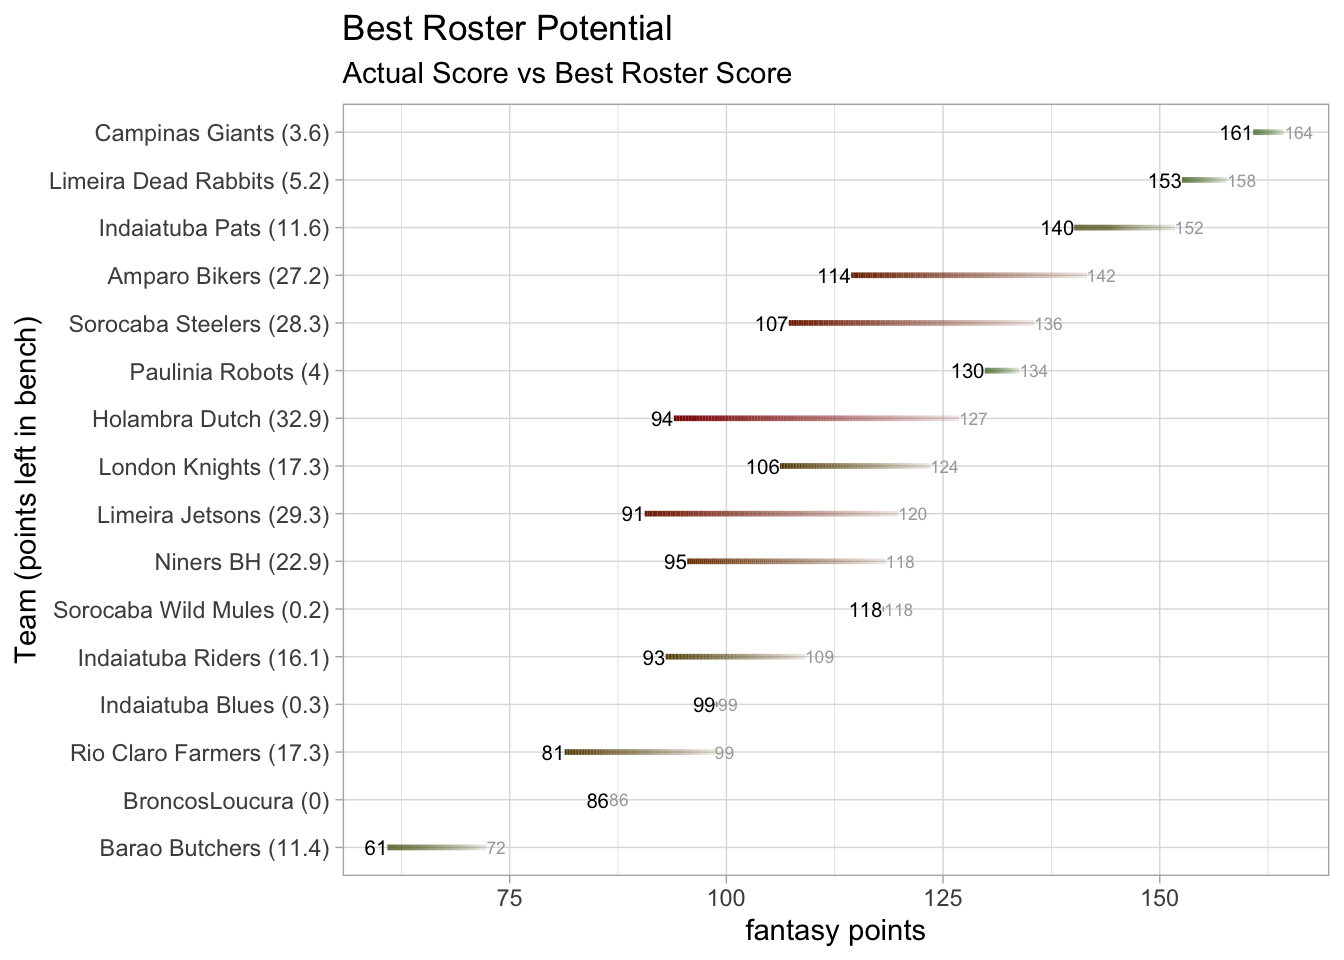 Best Roster Potential
Actual Score vs Best Roster Score
Team (points left in bench)
Campinas Giants (3.6) 161 164
Limeira Dead Rabbits (5.2) 153 158
Indaiatuba Pats (11.6) 140 152
Amparo Bikers (27.2) 114 142
Sorocaba Steelers (28.3) 107 136
Paulinia Robots (4) 130 134
Holambra Dutch (32.9) 94 127
London Knights (17.3) 106 124
Limeira Jetsons (29.3) 91 120
Niners BH (22.9) 95 118
Sorocaba Wild Mules (0.2) 118 118
Indaiatuba Riders (16.1) 93 109
Indaiatuba Blues (0.3) 99 99
Rio Claro Farmers (17.3) 81 99
BroncosLoucura (0) 86 86
Barao Butchers (11.4) 61 72
75 100 125 150
fantasy points